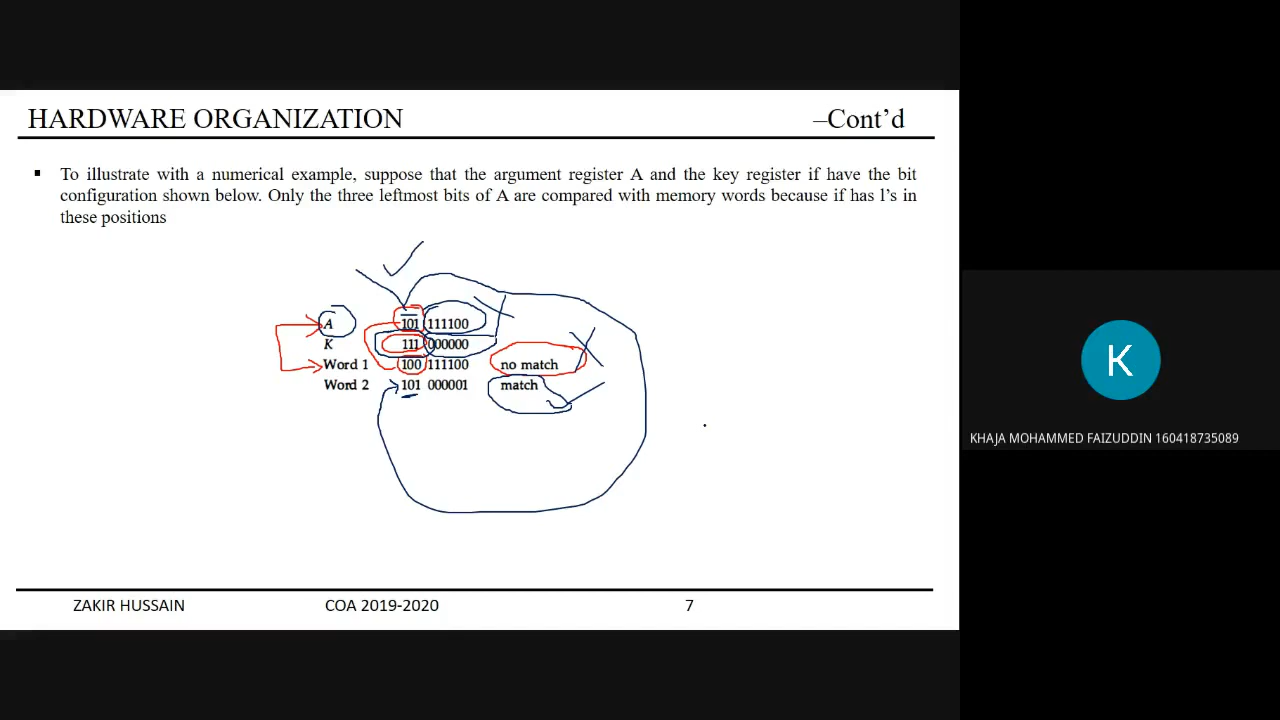 HARDWARE ORGANIZATION –Cont’d
▪ To illustrate with a numerical example, suppose that the argument register A and the key register if have the bit
configuration shown below. Only the three leftmost bits of A are compared with memory words because if has l’s in
these positions
A 101 111100
K 111 000000
Word 1 100 111100 no match
Word 2 101 000001 match
ZAKIR HUSSAIN COA 2019-2020 7
K
KHAJA MOHAMMED FAIZUDDIN 160418735089